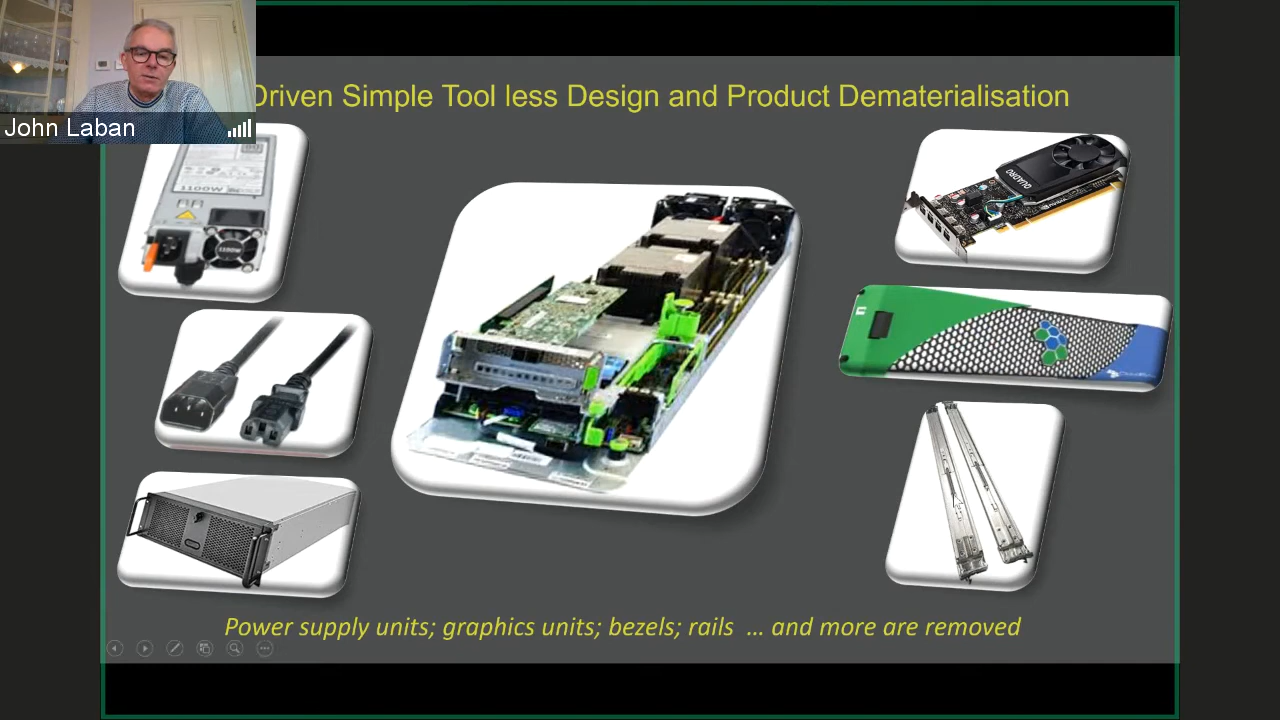 John Laban
Driven Simple Tool less Design and Product Dematerialisation
1100W
1100W
QUADRO
Power supply units; graphics units; bezels; rails ... and more are removed